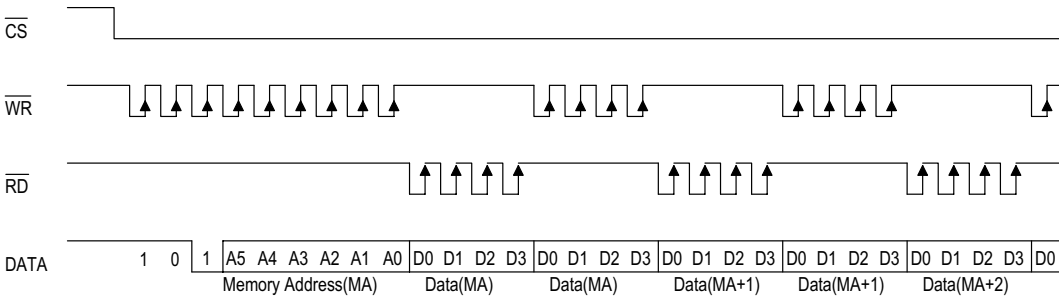 CS
WR
RD
DATA 1 0 1 A5 A4 A3 A2 A1 A0 D0 D1 D2 D3 D0 D1 D2 D3 D0 D1 D2 D3 D0 D1 D2 D3 D0 D1 D2 D3 D0
Memory Address(MA) Data(MA) Data(MA) Data(MA+1) Data(MA+1) Data(MA+2)